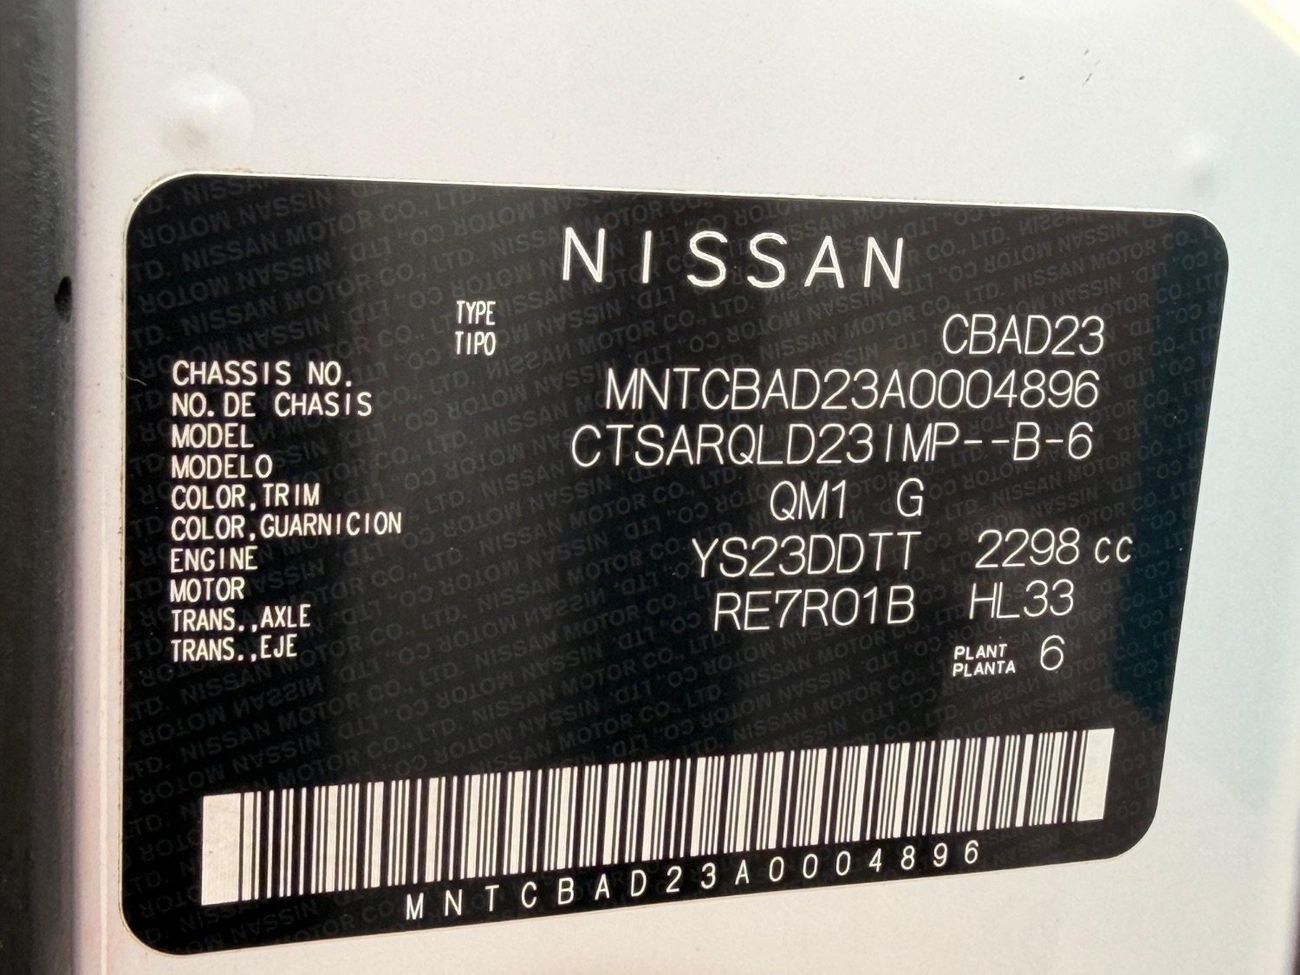 NISSAN
TYPE
TIPO CBAD23
CHASSIS NO.
NO. DE CHASIS MNTCBAD23A0004896
MODEL
MODELO CTSARQLD23IMP--B-6
COLOR,TRIM
COLOR,GUARNICION QM1 G
ENGINE
MOTOR YS23DDTT 2298 cc
TRANS.,AXLE
TRANS.,EJE RE7R01B HL33
PLANT
PLANTA 6
MNTCBAD23A0004896